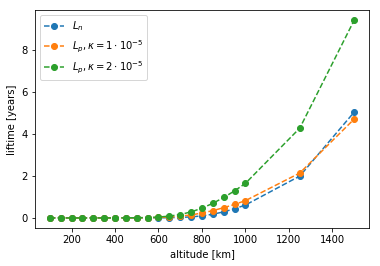 L_n
L_p, κ = 1 · 10^{-5}
L_p, κ = 2 · 10^{-5}
liftime [years]
8
6
4
2
0
200 400 600 800 1000 1200 1400
altitude [km]